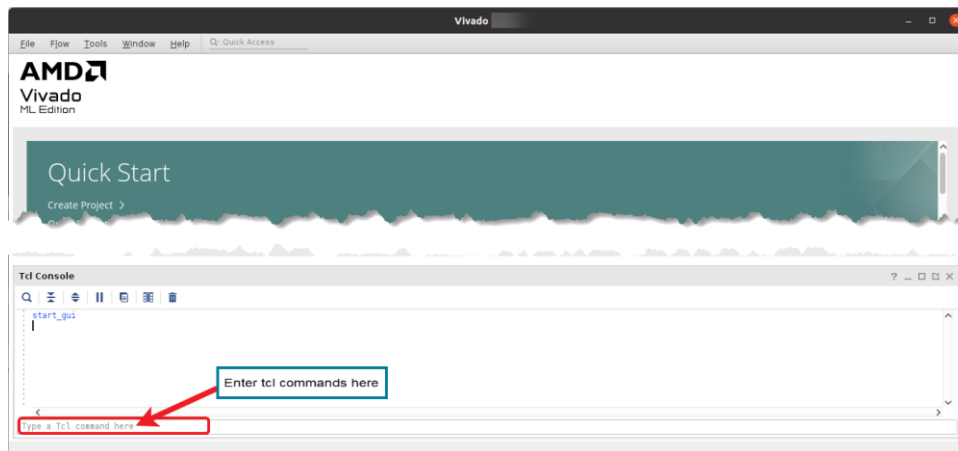 Vivado
File Flow Tools Window Help Q- Quick Access
AMD
Vivado
ML Edition
Quick Start
Create Project >
Tcl Console
start_gui
Enter tcl commands here
Type a Tcl command here